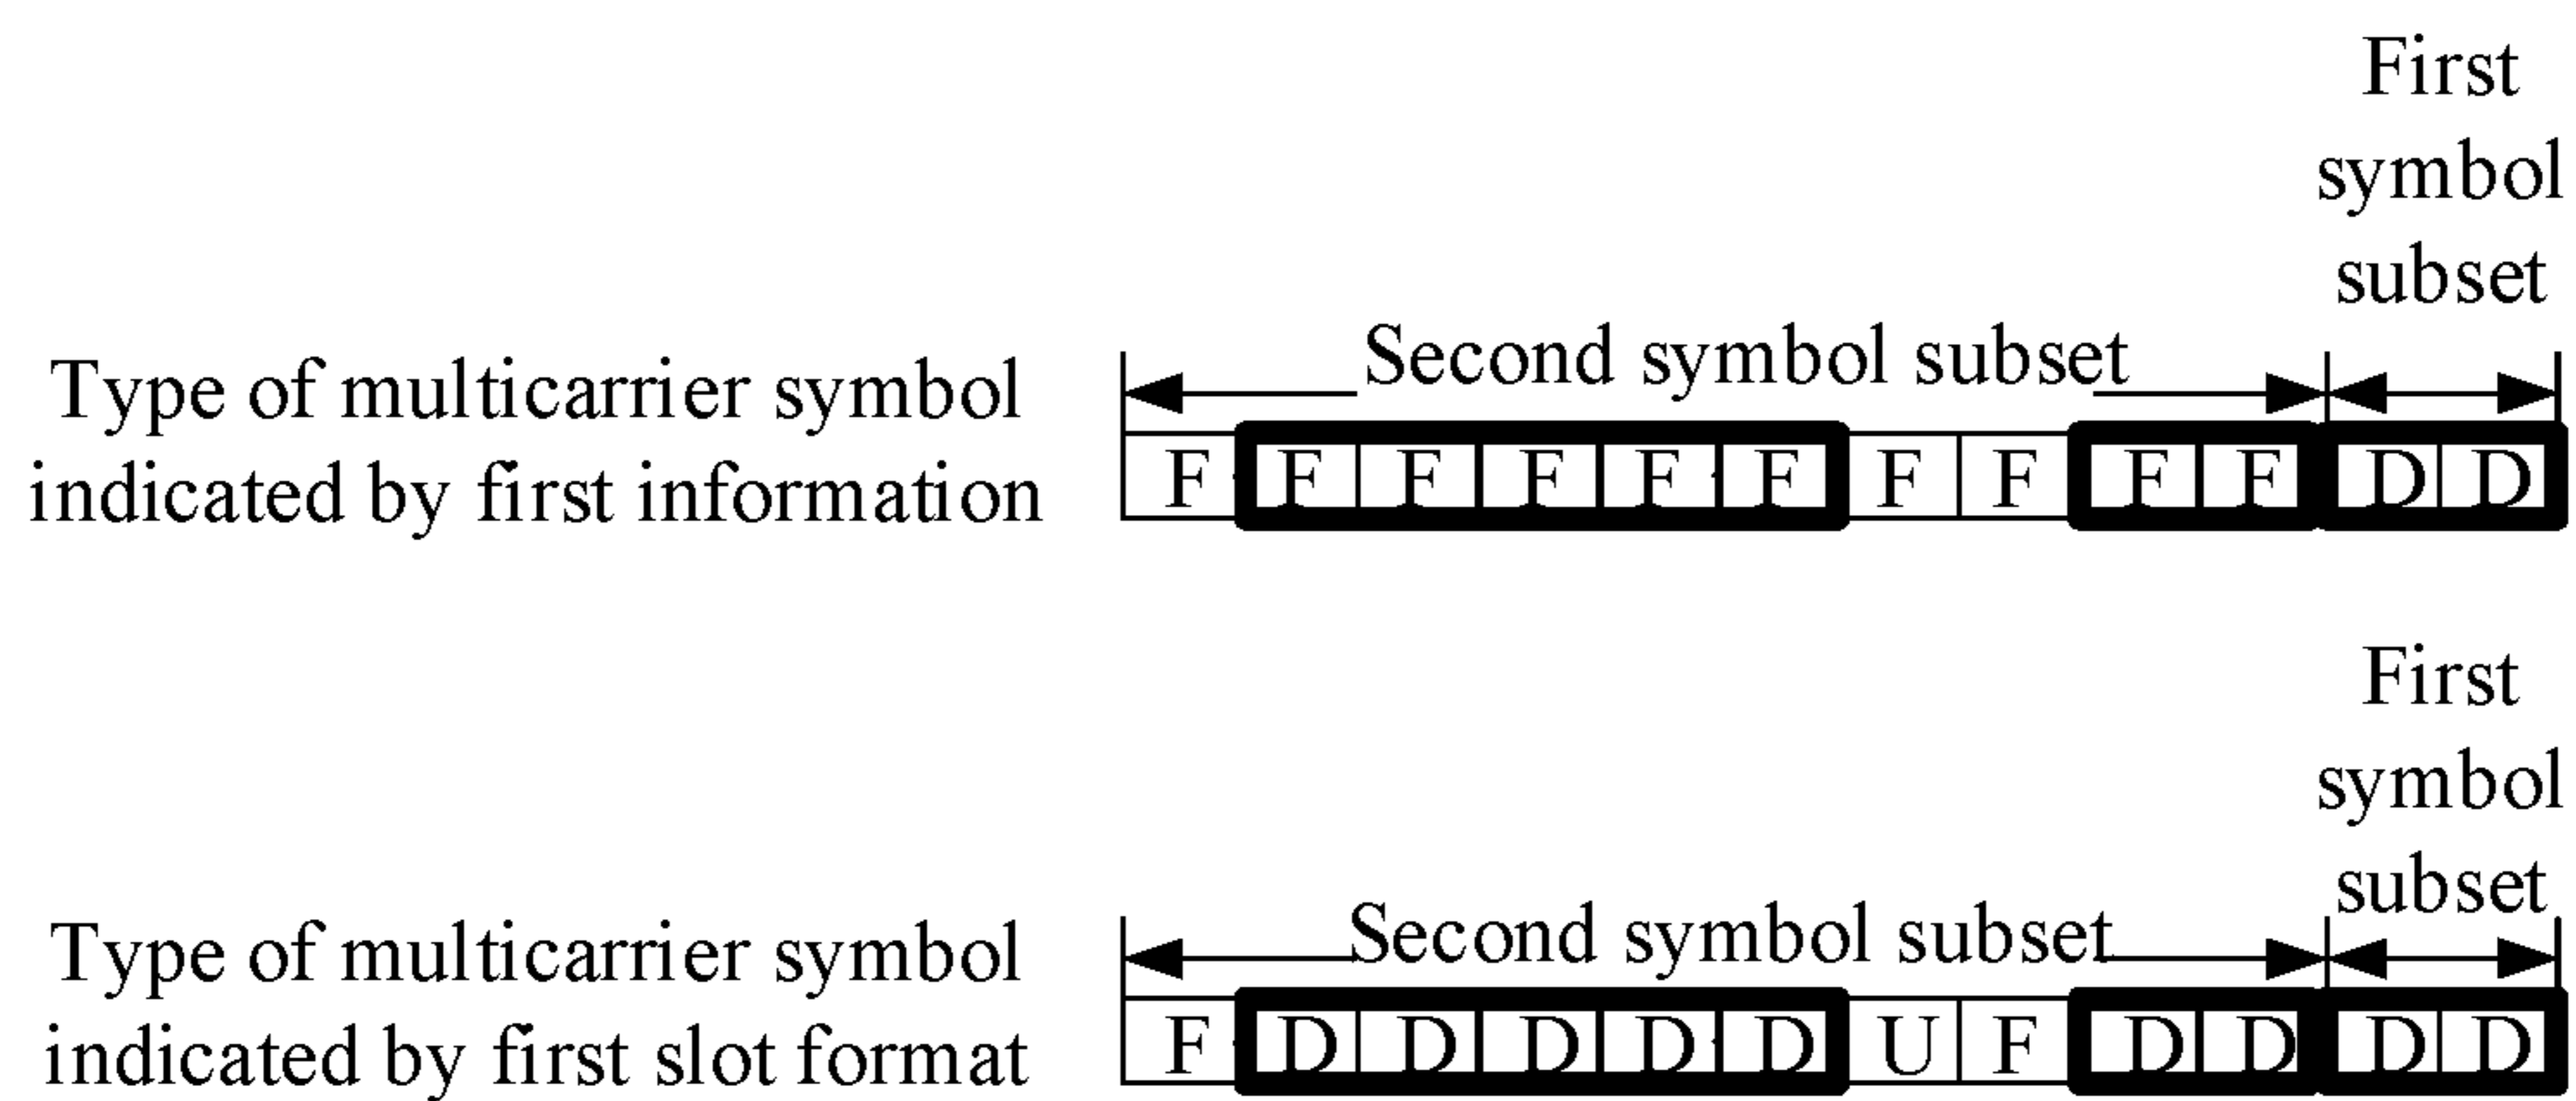 First
symbol
subset
Second symbol subset
Type of multicarrier symbol
indicated by first information
F F F F F F F F F F D D
First
symbol
subset
Second symbol subset
Type of multicarrier symbol
indicated by first slot format
F D D D D D U F D D D D